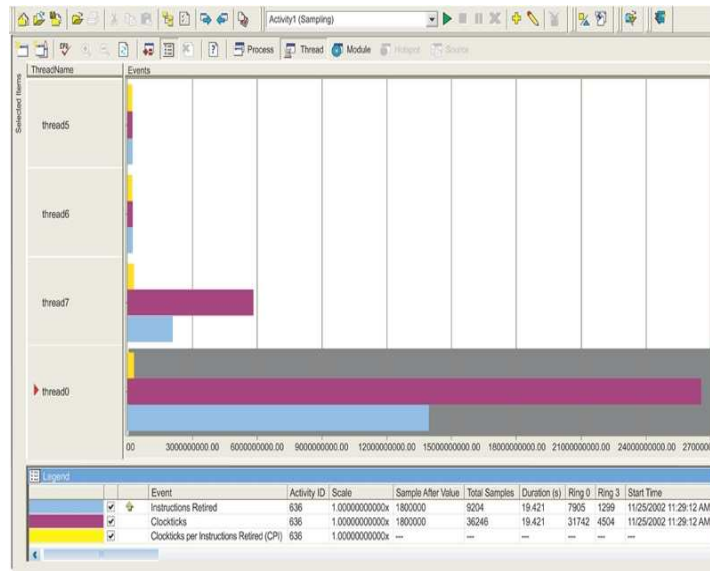 Activity1 (Sampling)
Process Thread Module Hotspot Source
ThreadName Events
Selected Items
thread5
thread6
thread7
thread0
00 3000000000.00 6000000000.00 9000000000.00 12000000000.00 15000000000.00 18000000000.00 21000000000.00 24000000000.00 2700000
Legend
Event Activity ID Scale Sample After Value Total Samples Duration (s) Ring 0 Ring 3 Start Time
Instructions Retired 636 1.00000000000x 1800000 9204 19.421 7905 1299 11/25/2002 11:29:12 AM
Clockticks 636 1.00000000000x 1800000 36246 19.421 31742 4504 11/25/2002 11:29:12 AM
Clockticks per Instructions Retired (CPI) 636 1.00000000000x --- --- --- --- --- ---